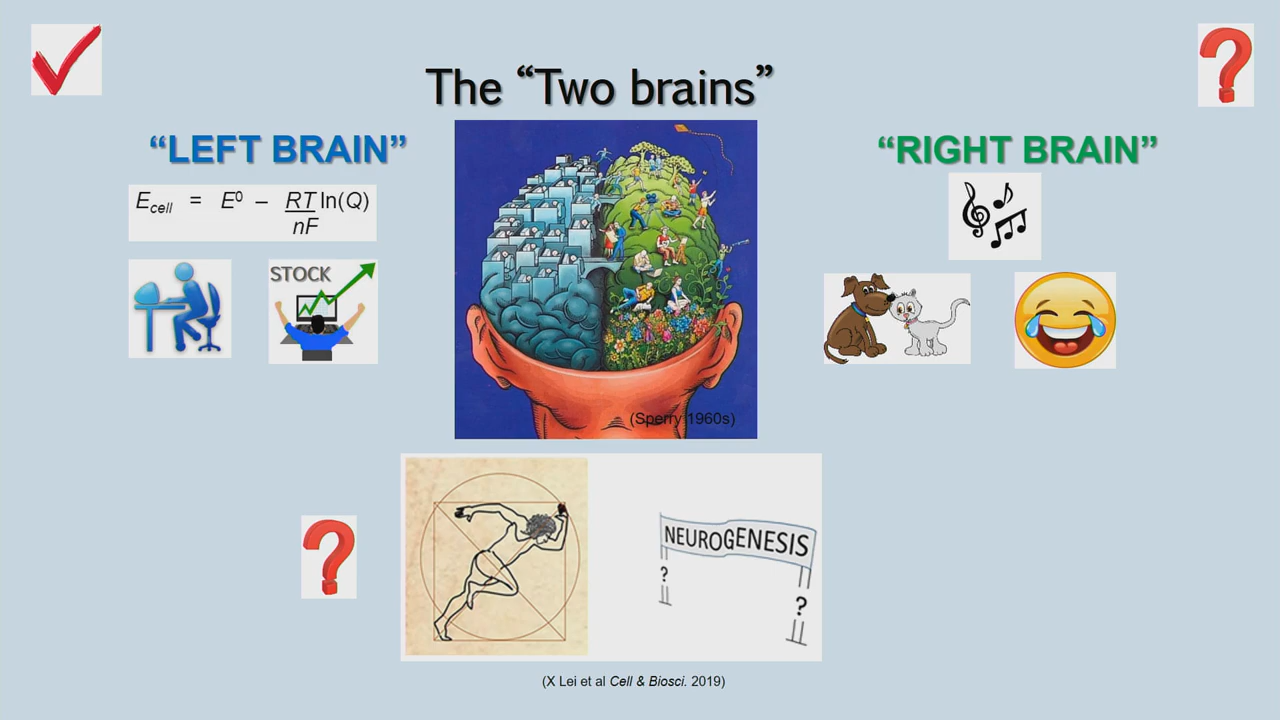 The “Two brains”
“LEFT BRAIN”
“RIGHT BRAIN”
E_cell = E⁰ − RT/nF ln(Q)
STOCK
(Sperry 1960s)
NEUROGENESIS
?
?
(X Lei et al Cell & Biosci. 2019)